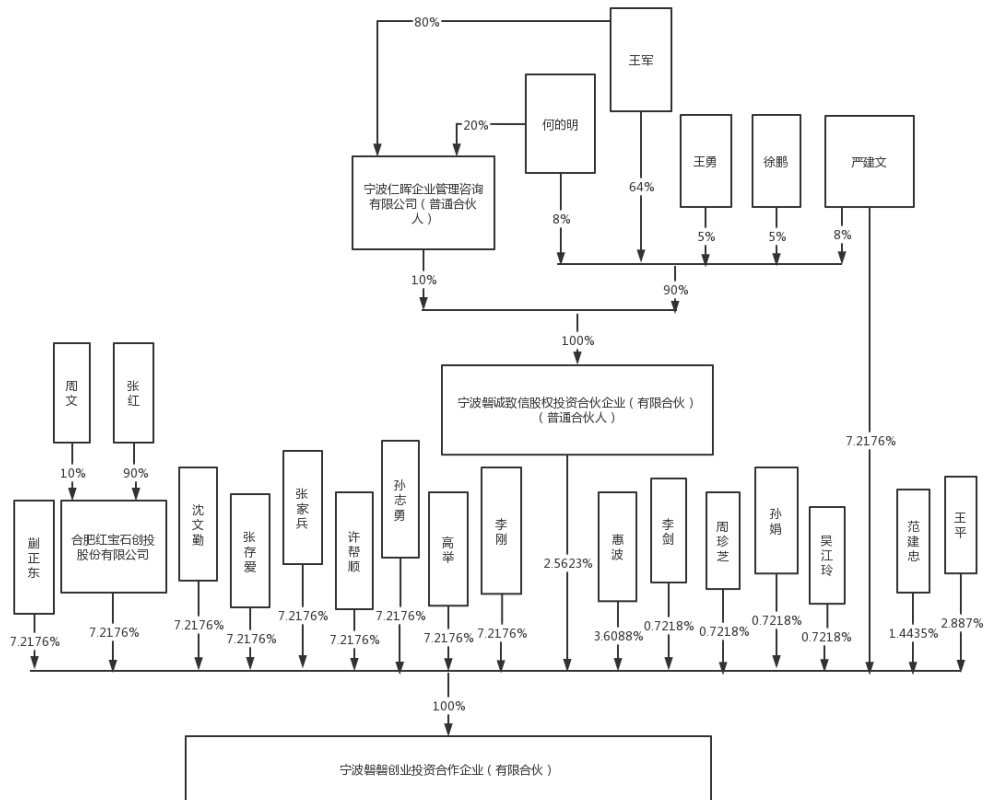 80%
王军
何的明
20%
王勇
徐鹏
严建文
宁波仁晖企业管理咨询
有限公司（普通合伙
人）
64%
8%
5%
5%
8%
10%
90%
100%
周文
张红
宁波磐诚致信股权投资合伙企业（有限合伙）
（普通合伙人）
7.2176%
10%
90%
蒯正东
合肥红宝石创投
股份有限公司
沈文勤
张存爱
张家兵
许帮顺
孙志勇
高举
李刚
惠波
李剑
周珍芝
孙娟
吴江玲
范建忠
王平
2.5623%
7.2176%
7.2176%
7.2176%
7.2176%
7.2176%
7.2176%
7.2176%
7.2176%
7.2176%
3.6088%
0.7218%
0.7218%
0.7218%
0.7218%
1.4435%
2.887%
100%
宁波磐磐创业投资合作企业（有限合伙）